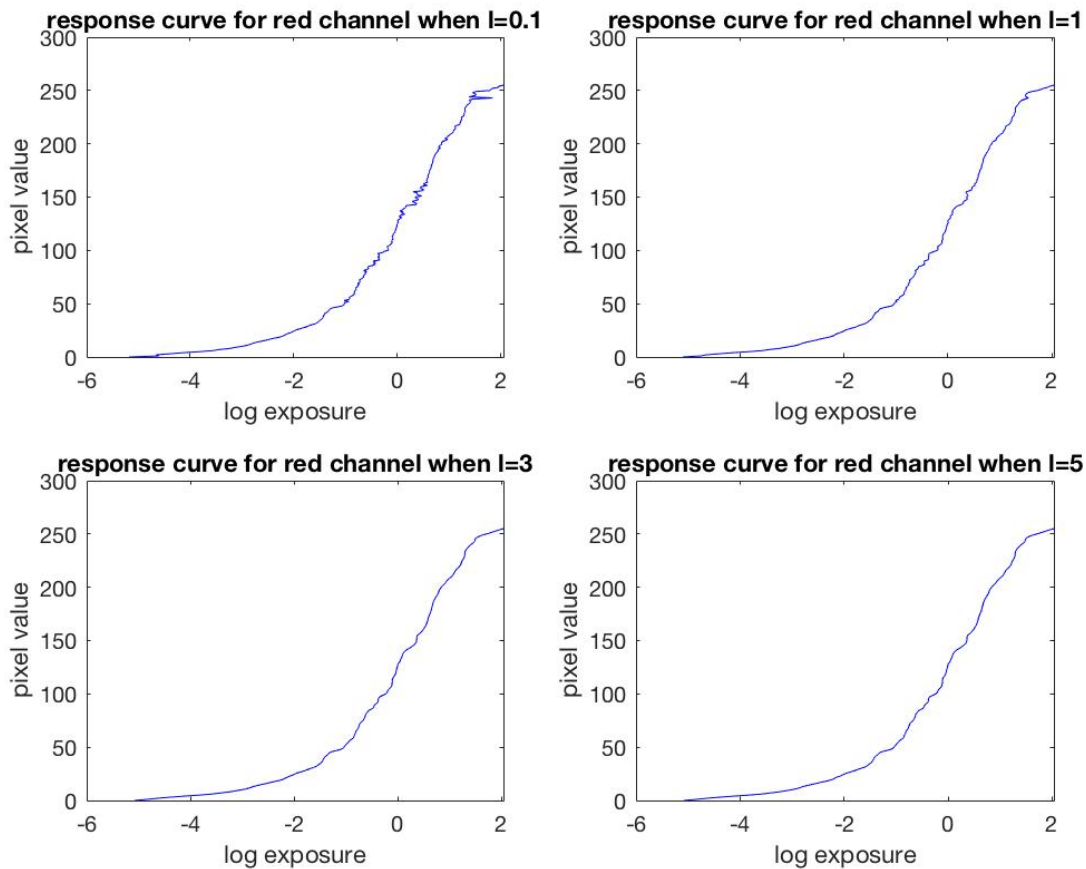 response curve for red channel when l=0.1
300
250
200
150
100
50
0
pixel value
-6 -4 -2 0 2
log exposure
response curve for red channel when l=1
300
250
200
150
100
50
0
pixel value
-6 -4 -2 0 2
log exposure
response curve for red channel when l=3
300
250
200
150
100
50
0
pixel value
-6 -4 -2 0 2
log exposure
response curve for red channel when l=5
300
250
200
150
100
50
0
pixel value
-6 -4 -2 0 2
log exposure